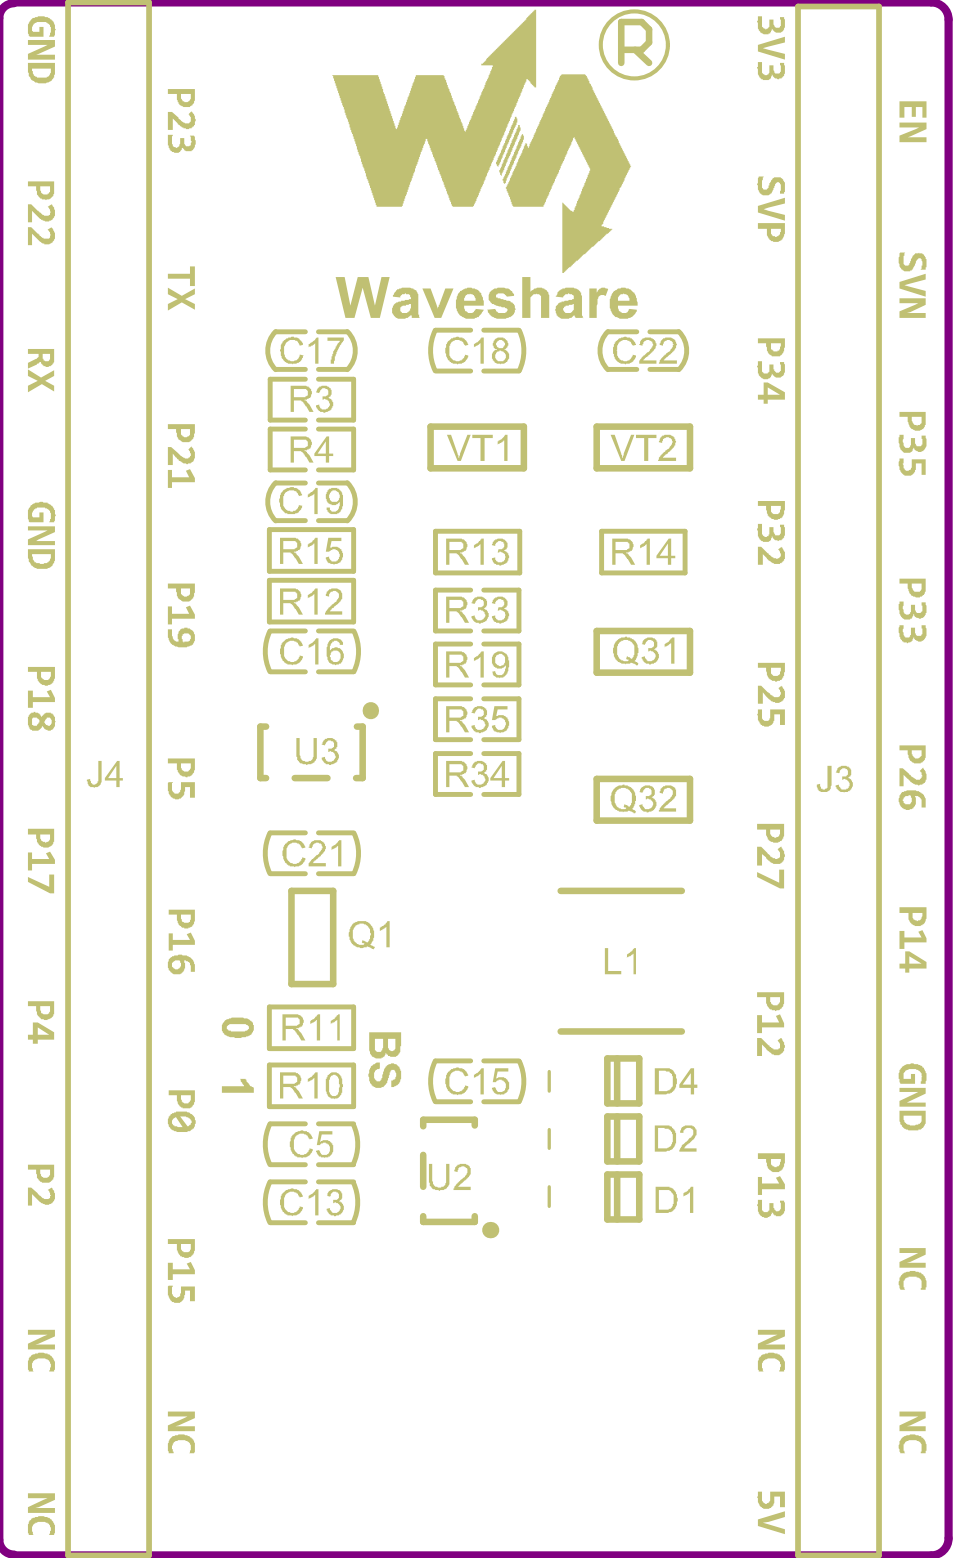 GND
P22
RX
GND
P18
P17
P4
P2
NC
NC
J4
P23
TX
P21
P19
P5
P16
P0
P15
NC
®
Waveshare
C17
C18
C22
R3
R4
VT1
VT2
C19
R15
R13
R14
R12
R33
C16
R19
Q31
R35
U3
R34
Q32
C21
Q1
L1
0
R11
BS
1
R10
C15
D4
C5
D2
U2
C13
D1
3V3
SVP
P34
P32
P25
P27
P12
P13
NC
5V
J3
EN
SVN
P35
P33
P26
P14
GND
NC
NC